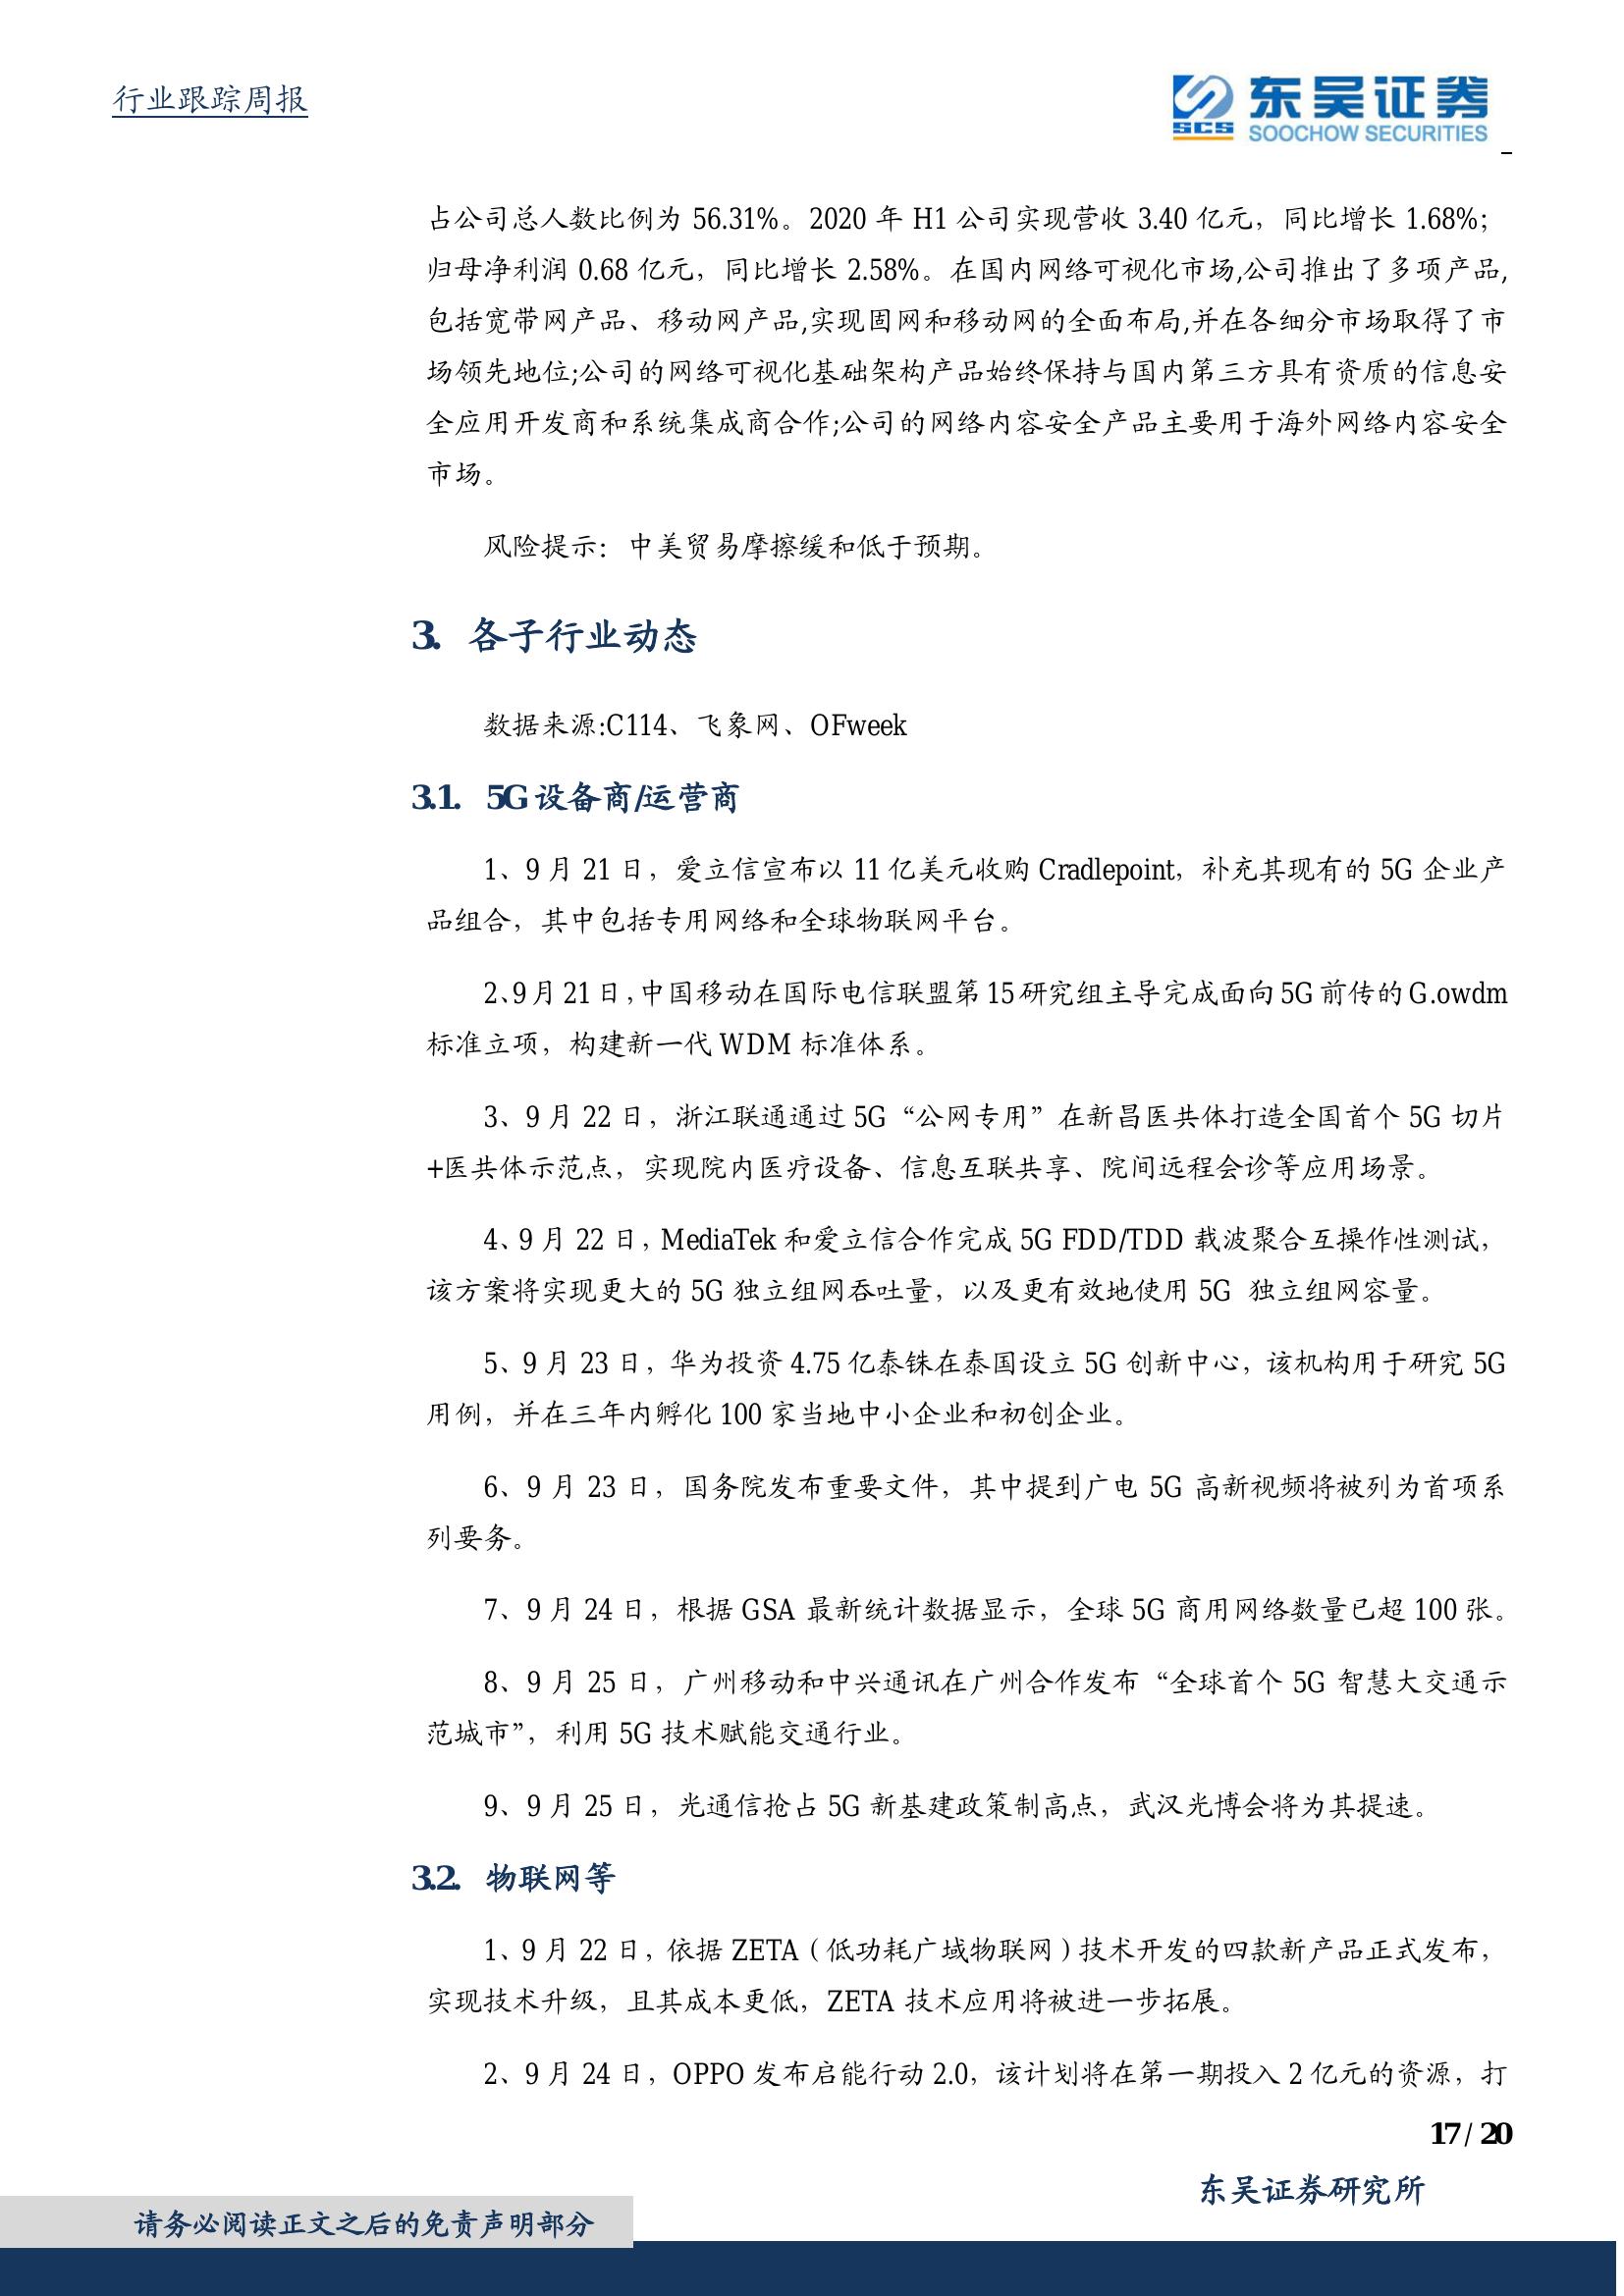 行业跟踪周报
SCS
东吴证券
SOOCHOW SECURITIES
占公司总人数比例为 56.31%。2020 年 H1 公司实现营收 3.40 亿元，同比增长 1.68%；
归母净利润 0.68 亿元，同比增长 2.58%。在国内网络可视化市场,公司推出了多项产品,
包括宽带网产品、移动网产品,实现固网和移动网的全面布局,并在各细分市场取得了市
场领先地位;公司的网络可视化基础架构产品始终保持与国内第三方具有资质的信息安
全应用开发商和系统集成商合作;公司的网络内容安全产品主要用于海外网络内容安全
市场。
风险提示：中美贸易摩擦缓和低于预期。
3. 各子行业动态
数据来源:C114、飞象网、OFweek
3.1. 5G 设备商/运营商
1、9 月 21 日，爱立信宣布以 11 亿美元收购 Cradlepoint，补充其现有的 5G 企业产
品组合，其中包括专用网络和全球物联网平台。
2、9 月 21 日，中国移动在国际电信联盟第 15 研究组主导完成面向 5G 前传的 G.owdm
标准立项，构建新一代 WDM 标准体系。
3、9 月 22 日，浙江联通通过 5G“公网专用”在新昌医共体打造全国首个 5G 切片
+医共体示范点，实现院内医疗设备、信息互联共享、院间远程会诊等应用场景。
4、9 月 22 日，MediaTek 和爱立信合作完成 5G FDD/TDD 载波聚合互操作性测试，
该方案将实现更大的 5G 独立组网吞吐量，以及更有效地使用 5G 独立组网容量。
5、9 月 23 日，华为投资 4.75 亿泰铢在泰国设立 5G 创新中心，该机构用于研究 5G
用例，并在三年内孵化 100 家当地中小企业和初创企业。
6、9 月 23 日，国务院发布重要文件，其中提到广电 5G 高新视频将被列为首项系
列要务。
7、9 月 24 日，根据 GSA 最新统计数据显示，全球 5G 商用网络数量已超 100 张。
8、9 月 25 日，广州移动和中兴通讯在广州合作发布“全球首个 5G 智慧大交通示
范城市”，利用 5G 技术赋能交通行业。
9、9 月 25 日，光通信抢占 5G 新基建政策制高点，武汉光博会将为其提速。
3.2. 物联网等
1、9 月 22 日，依据 ZETA（低功耗广域物联网）技术开发的四款新产品正式发布，
实现技术升级，且其成本更低，ZETA 技术应用将被进一步拓展。
2、9 月 24 日，OPPO 发布启能行动 2.0，该计划将在第一期投入 2 亿元的资源，打
17 / 20
东吴证券研究所
请务必阅读正文之后的免责声明部分